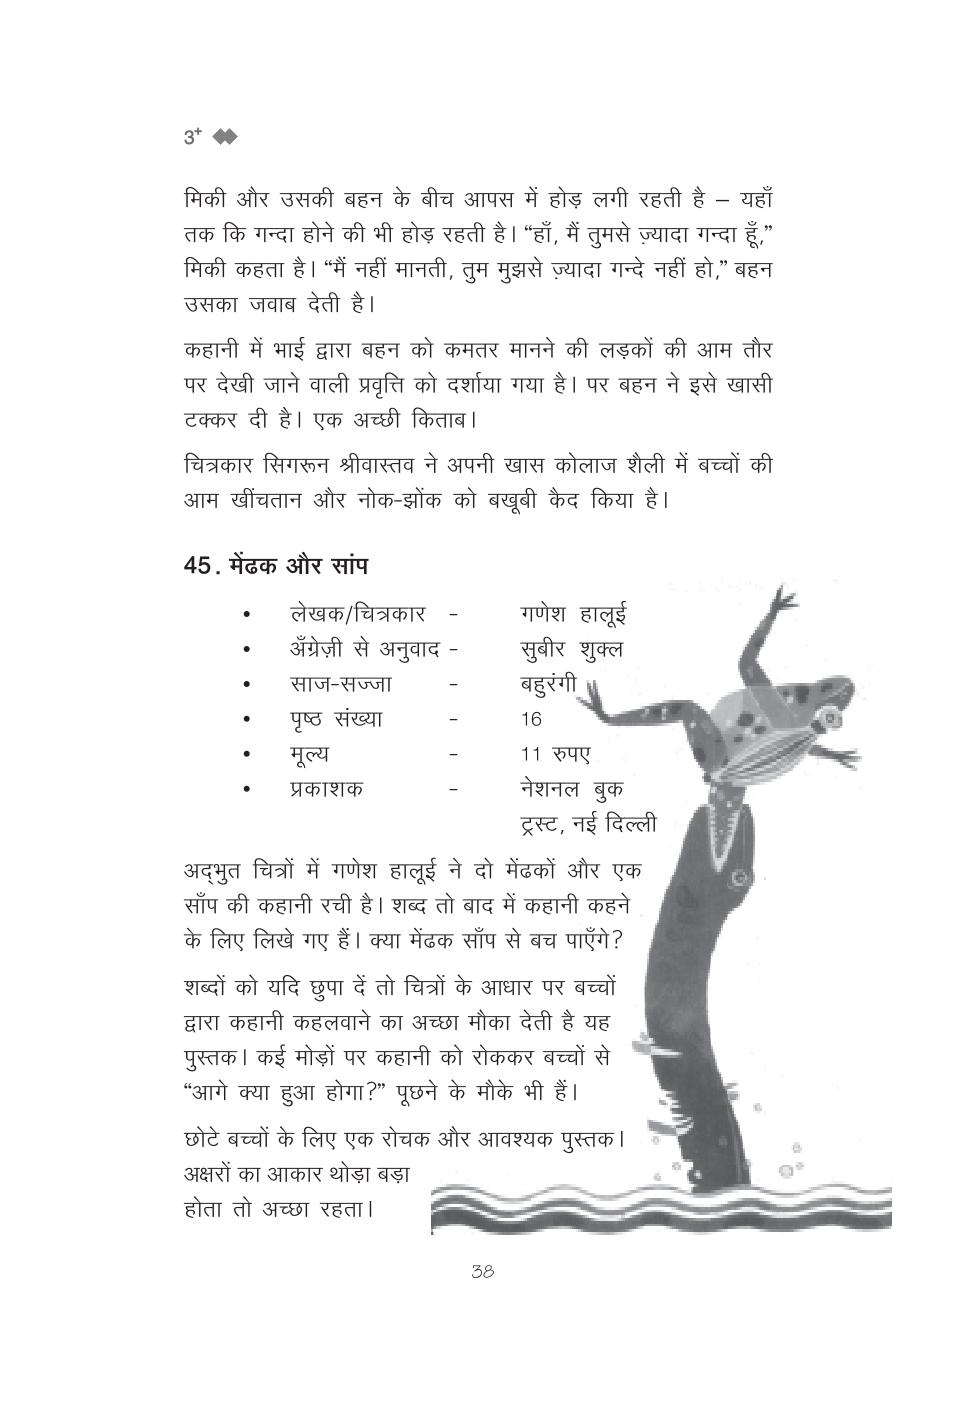 3+
मिकी और उसकी बहन के बीच आपस में होड़ लगी रहती है – यहाँ
तक कि गन्दा होने की भी होड़ रहती है। “हाँ, मैं तुमसे ज़्यादा गन्दा हूँ,”
मिकी कहता है। “मैं नहीं मानती, तुम मुझसे ज़्यादा गन्दे नहीं हो,” बहन
उसका जवाब देती है।
कहानी में भाई द्वारा बहन को कमतर मानने की लड़कों की आम तौर
पर देखी जाने वाली प्रवृत्ति को दर्शाया गया है। पर बहन ने इसे खासी
टक्कर दी है। एक अच्छी किताब।
चित्रकार सिगरून श्रीवास्तव ने अपनी खास कोलाज शैली में बच्चों की
आम खींचतान और नोक-झोंक को बखूबी कैद किया है।
45. मेंढक और सांप
• लेखक/चित्रकार - गणेश हालूई
• अँग्रेज़ी से अनुवाद - सुबीर शुक्ल
• साज-सज्जा - बहुरंगी
• पृष्ठ संख्या - 16
• मूल्य - 11 रुपए
• प्रकाशक - नेशनल बुक
ट्रस्ट, नई दिल्ली
अद्‌भुत चित्रों में गणेश हालूई ने दो मेंढकों और एक
साँप की कहानी रची है। शब्द तो बाद में कहानी कहने
के लिए लिखे गए हैं। क्या मेंढक साँप से बच पाएँगे?
शब्दों को यदि छुपा दें तो चित्रों के आधार पर बच्चों
द्वारा कहानी कहलवाने का अच्छा मौका देती है यह
पुस्तक। कई मोड़ों पर कहानी को रोककर बच्चों से
“आगे क्या हुआ होगा?” पूछने के मौके भी हैं।
छोटे बच्चों के लिए एक रोचक और आवश्यक पुस्तक।
अक्षरों का आकार थोड़ा बड़ा
होता तो अच्छा रहता।
38